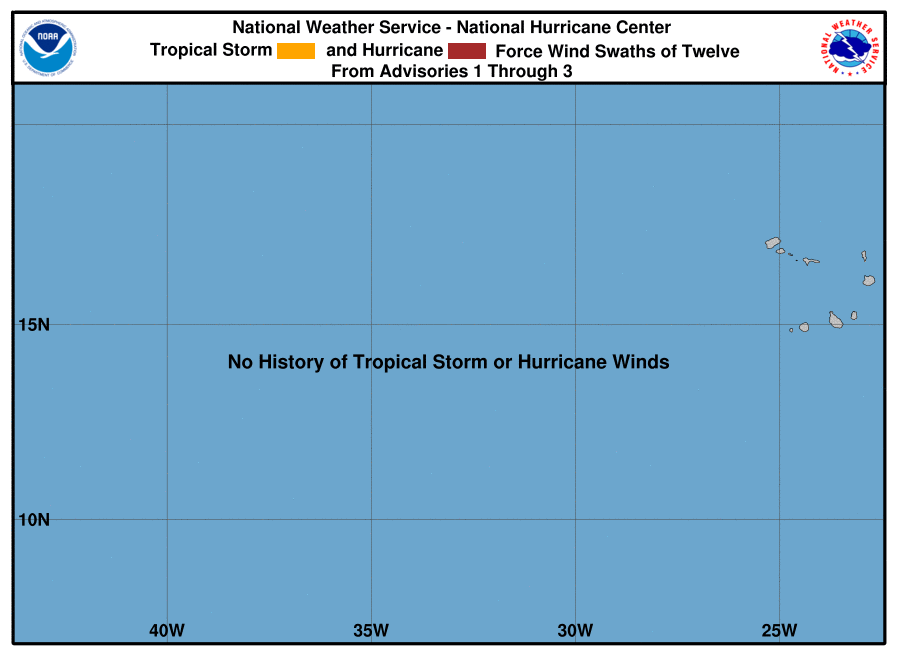 National Weather Service - National Hurricane Center
Tropical Storm and Hurricane Force Wind Swaths of Twelve
From Advisories 1 Through 3
NOAA
NATIONAL WEATHER SERVICE
15N
No History of Tropical Storm or Hurricane Winds
10N
40W 35W 30W 25W